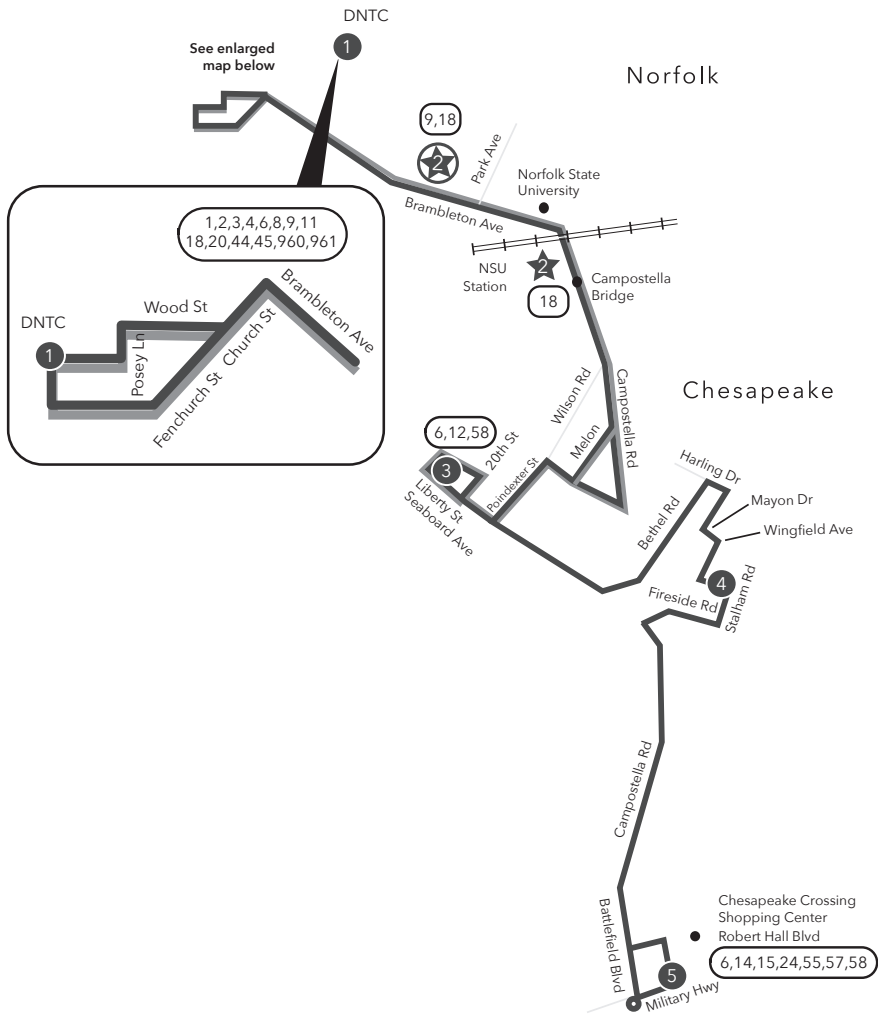 DNTC
1
See enlarged
map below
Norfolk
9,18
2
Park Ave
Norfolk State
University
Brambleton Ave
NSU
Station
2
18
Campostella
Bridge
1,2,3,4,6,8,9,11
18,20,44,45,960,961
Wood St
DNTC
1
Posey Ln
Fenchurch St
Church St
Brambleton Ave
Chesapeake
Wilson Rd
Campostella Rd
Melon
6,12,58
3
20th St
Poindexter St
Liberty St
Seaboard Ave
Harling Dr
Bethel Rd
Mayon Dr
Wingfield Ave
4
Fireside Rd
Stalham Rd
Campostella Rd
Battlefield Blvd
Chesapeake Crossing
Shopping Center
Robert Hall Blvd
6,14,15,24,55,57,58
5
Military Hwy